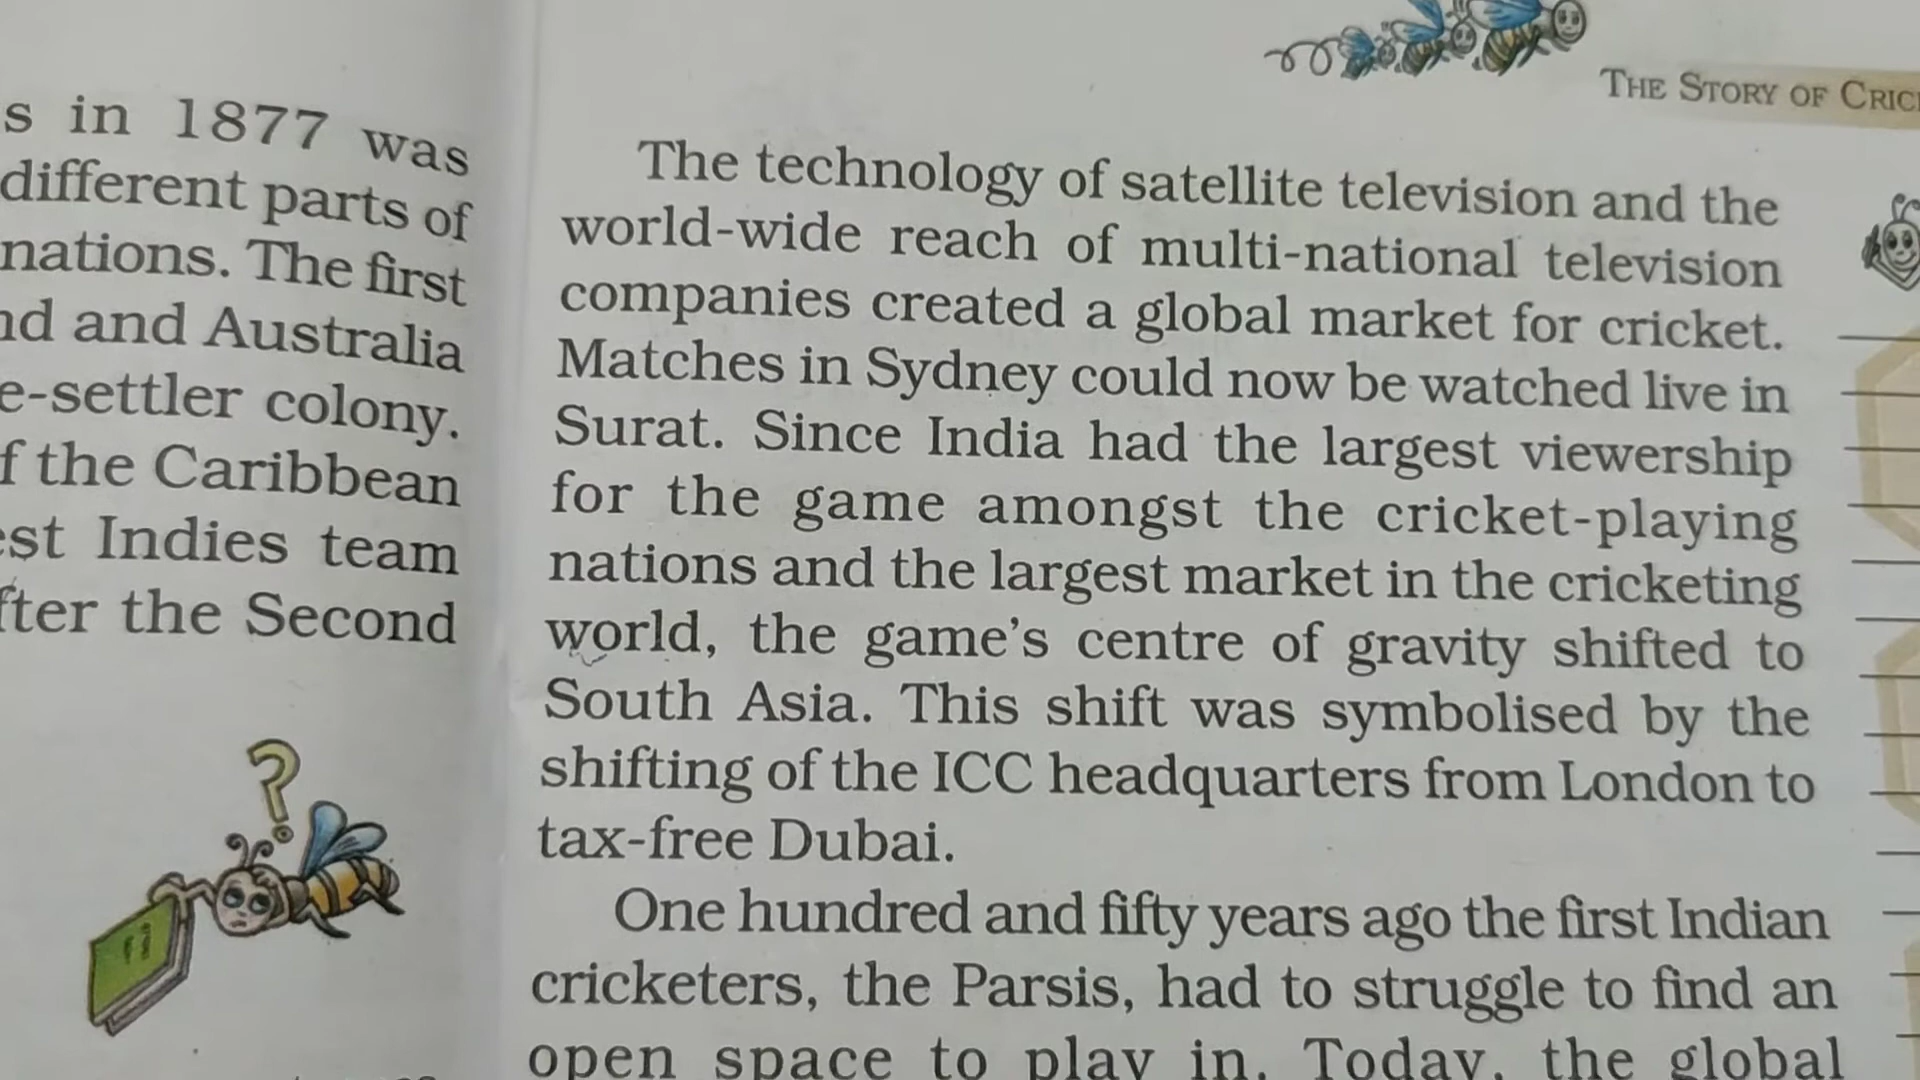 s in 1877 was
different parts of
nations. The first
and Australia
e-settler colony.
f the Caribbean
est Indies team
fter the Second
THE STORY OF CRIC
The technology of satellite television and the
world-wide reach of multi-national television
companies created a global market for cricket.
Matches in Sydney could now be watched live in
Surat. Since India had the largest viewership
for the game amongst the cricket-playing
nations and the largest market in the cricketing
world, the game's centre of gravity shifted to
South Asia. This shift was symbolised by the
shifting of the ICC headquarters from London to
tax-free Dubai.
One hundred and fifty years ago the first Indian
cricketers, the Parsis, had to struggle to find an
open space to play in. Today, the global